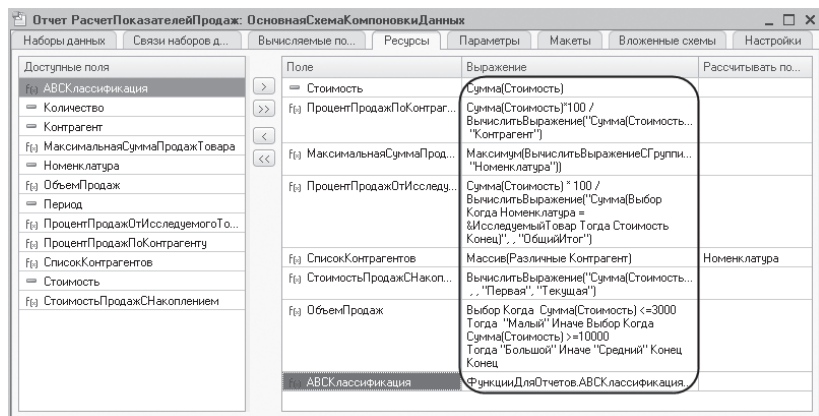 Отчет РасчетПоказателейПродаж: ОсновнаяСхемаКомпоновкиДанных
Наборы данных
Связи наборов д...
Вычисляемые по...
Ресурсы
Параметры
Макеты
Вложенные схемы
Настройки
Доступные поля
ABCКлассификация
Количество
Контрагент
МаксимальнаяСуммаПродажТовара
Номенклатура
ОбъемПродаж
Период
ПроцентПродажОтИсследуемогоТо...
ПроцентПродажПоКонтрагенту
СписокКонтрагентов
Стоимость
СтоимостьПродажСНакоплением
>
>>
<
<<
Поле
Выражение
Рассчитывать по...
Стоимость
Сумма(Стоимость)
ПроцентПродажПоКонтраг...
Сумма(Стоимость)*100 /
ВычислитьВыражение("Сумма(Стоимость...
"Контрагент")
МаксимальнаяСуммаПрод...
Максимум(ВычислитьВыражениеСГруппи...
"Номенклатура"))
ПроцентПродажОтИсследу...
Сумма(Стоимость) * 100 /
ВычислитьВыражение("Сумма(Выбор
Когда Номенклатура =
&ИсследуемыйТовар Тогда Стоимость
Конец)", , "ОбщийИтог")
СписокКонтрагентов
Массив(Различные Контрагент)
Номенклатура
СтоимостьПродажСНакоп...
ВычислитьВыражение("Сумма(Стоимость...
, , "Первая", "Текущая")
ОбъемПродаж
Выбор Когда Сумма(Стоимость) <=3000
Тогда "Малый" Иначе Выбор Когда
Сумма(Стоимость) >=10000
Тогда "Большой" Иначе "Средний" Конец
Конец
ABCКлассификация
ФункцииДляОтчетов.ABCКлассификация...